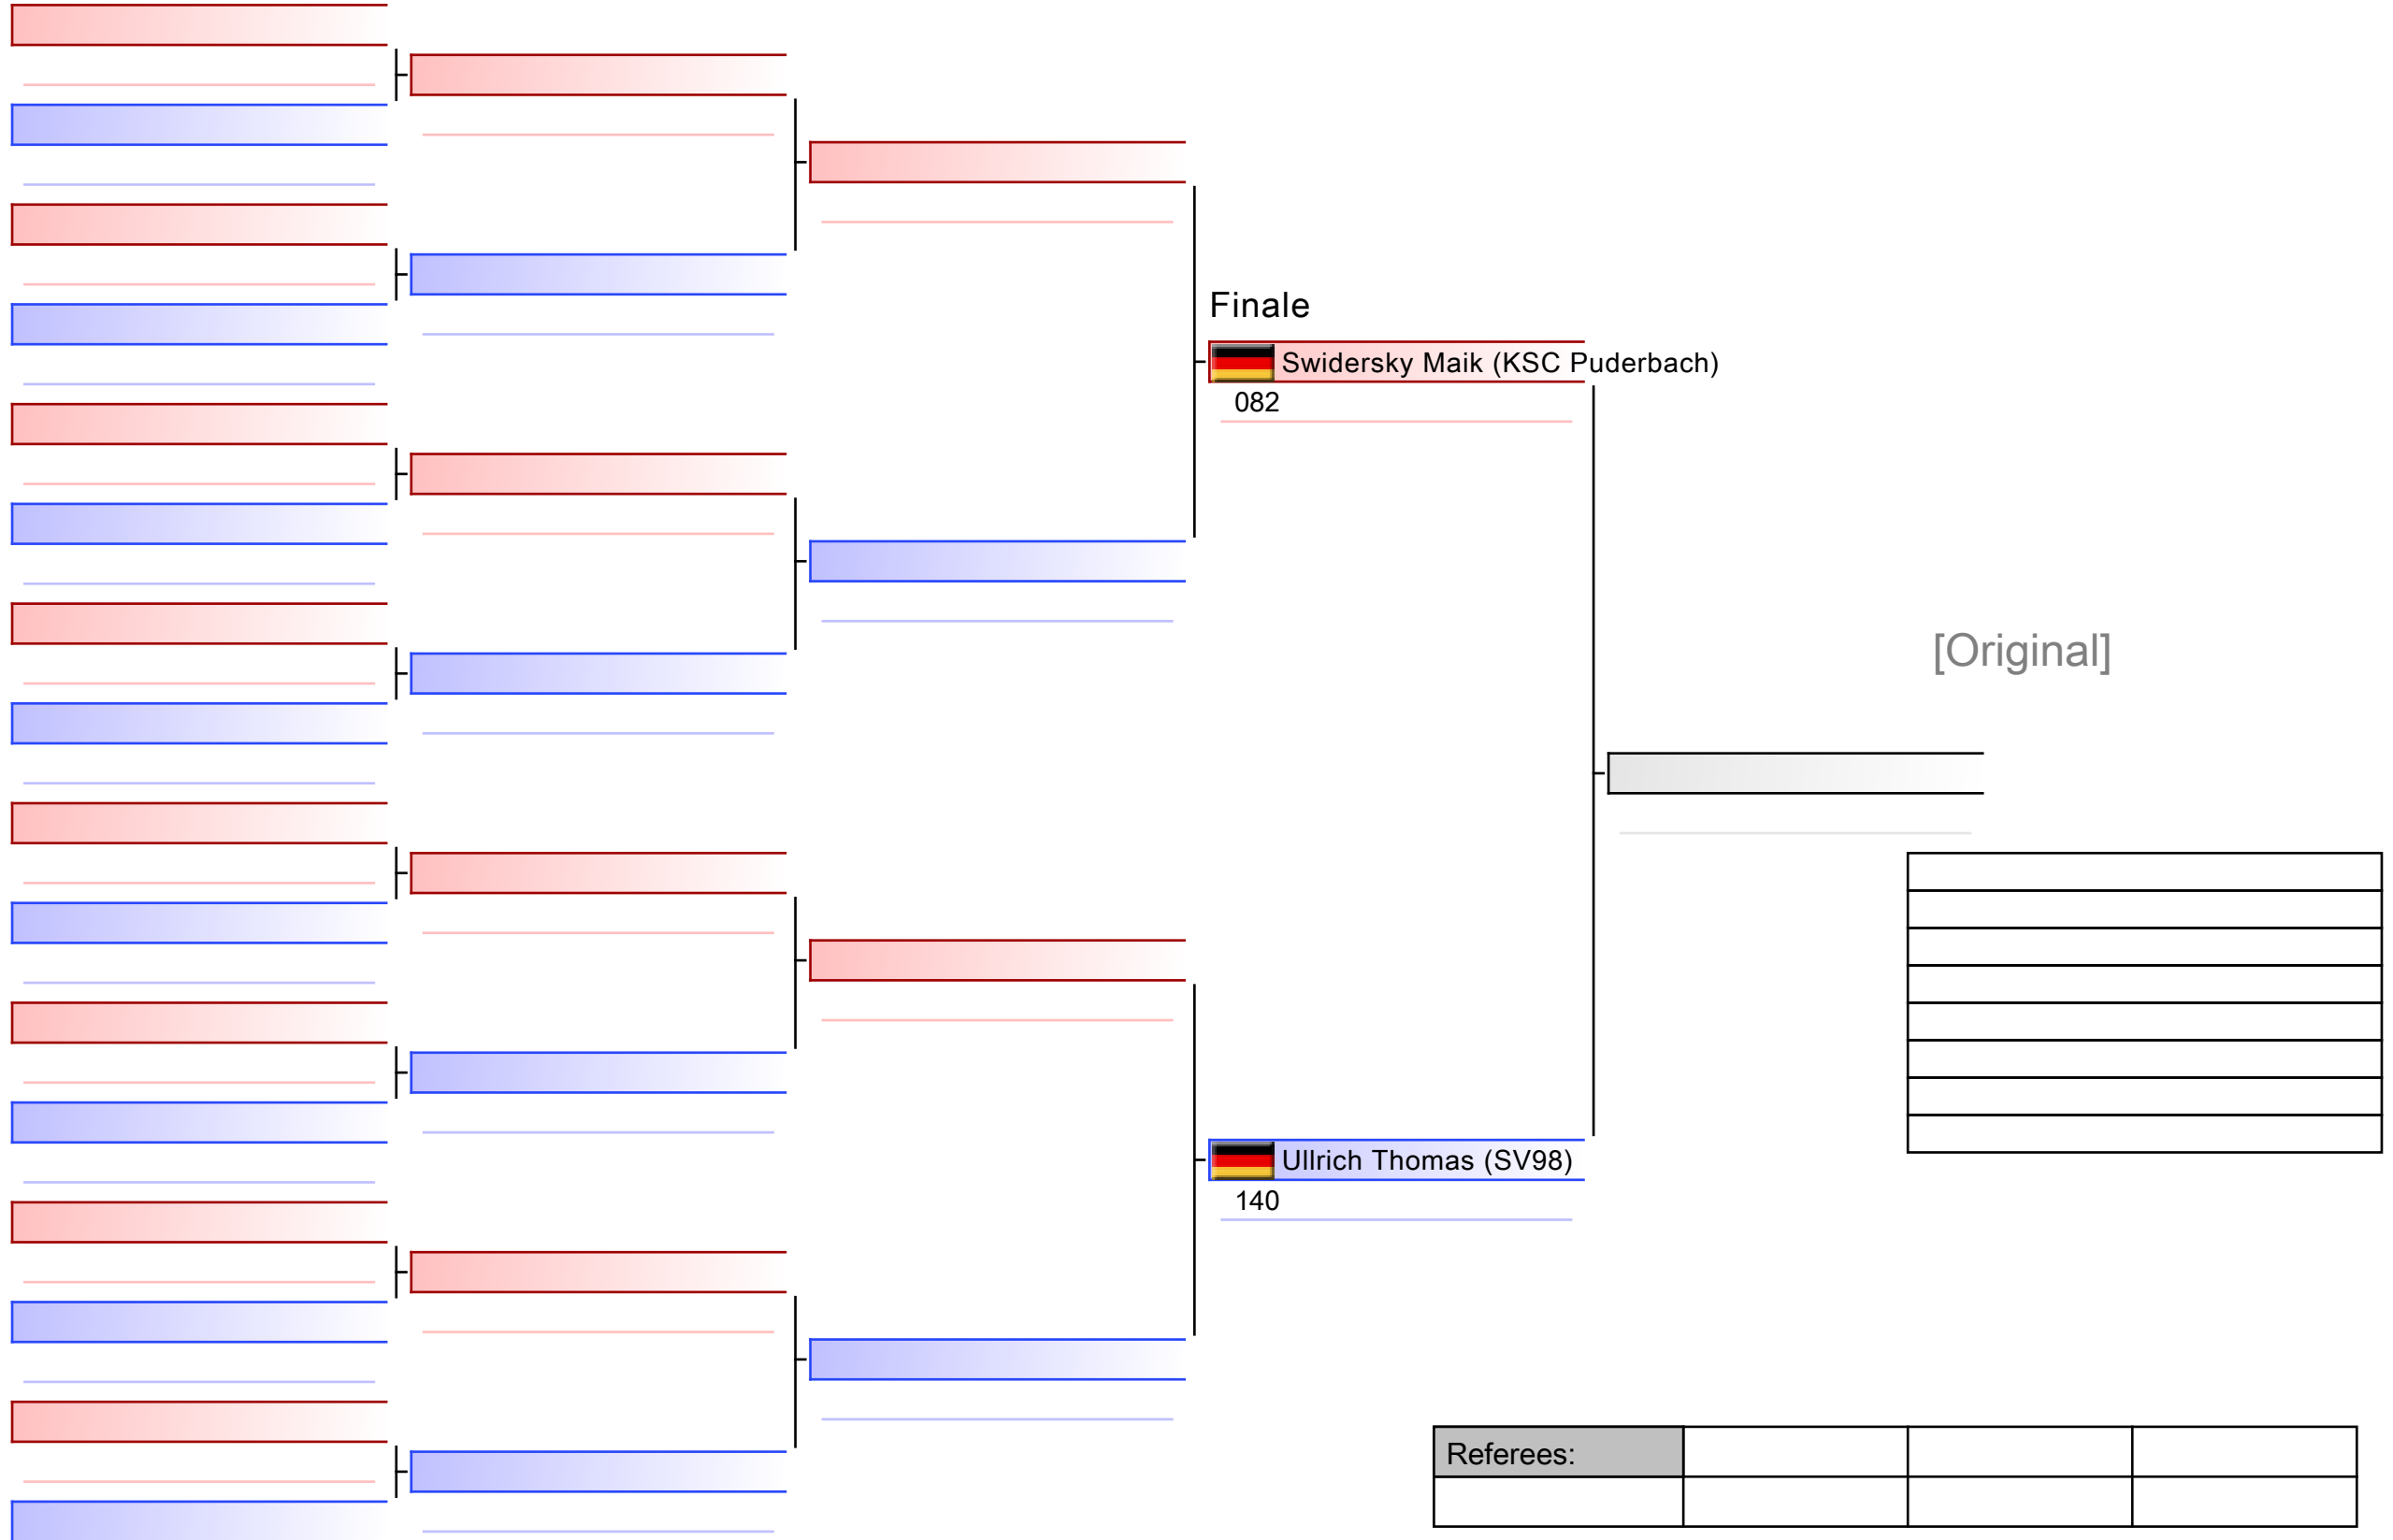 Finale
Swidersky Maik (KSC Puderbach)
082
[Original]
Ullrich Thomas (SV98)
140
Referees: